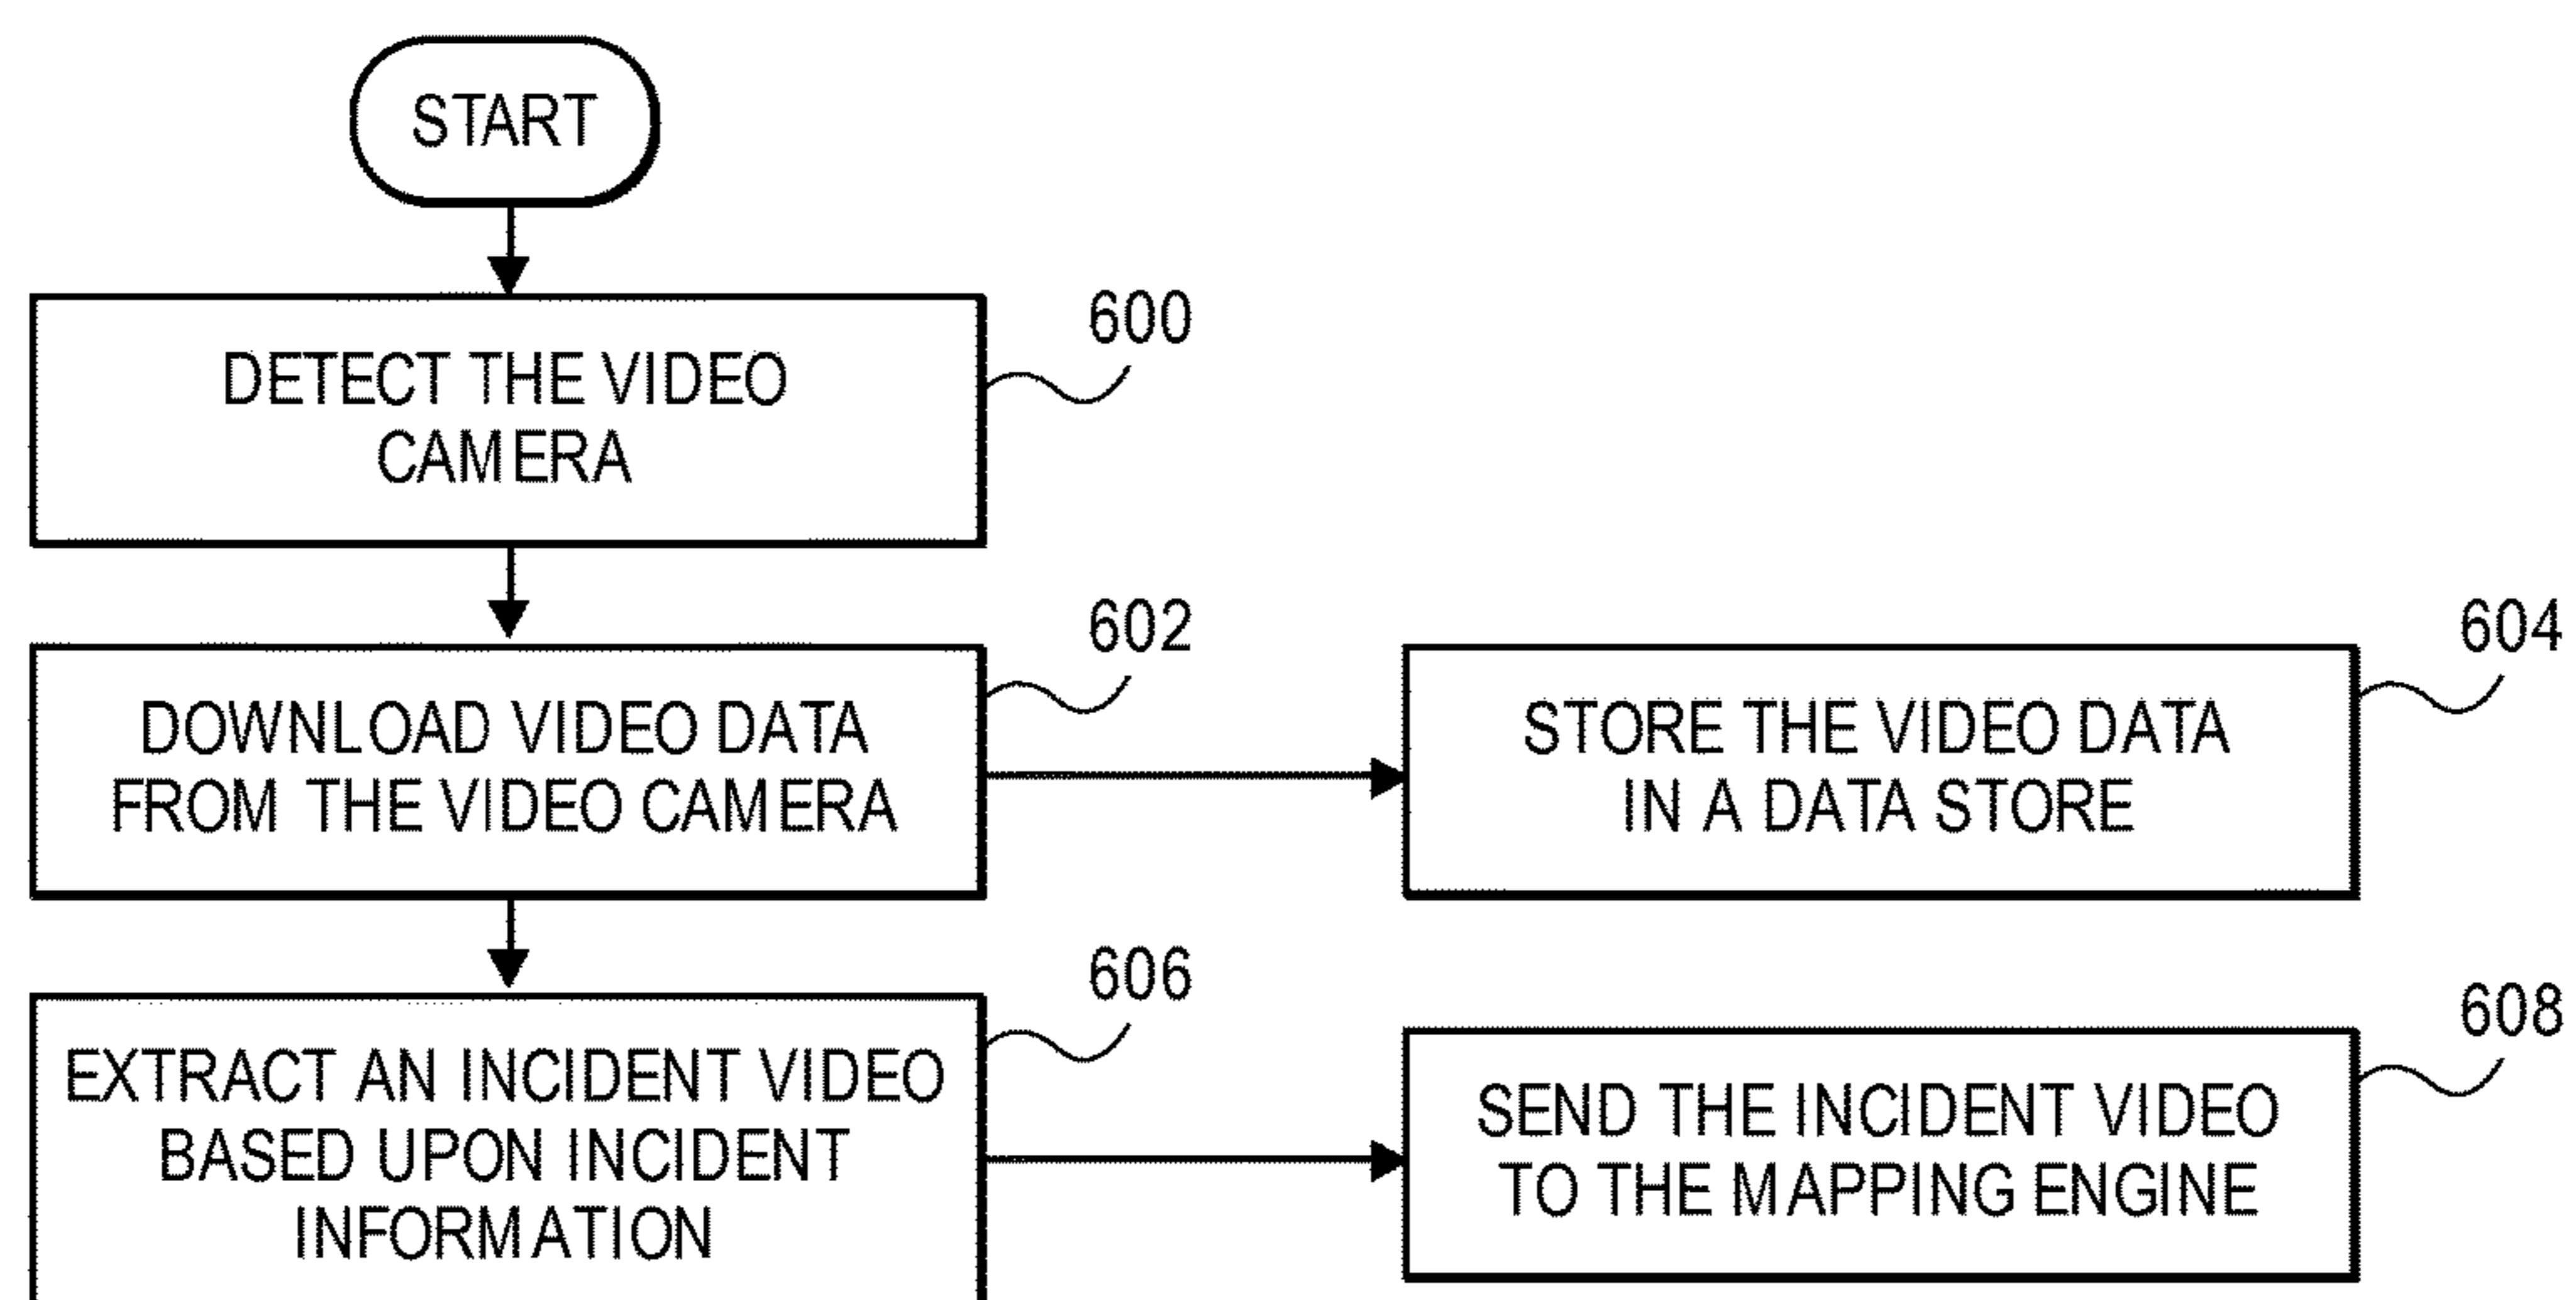 START
600
DETECT THE VIDEO
CAMERA
602
DOWNLOAD VIDEO DATA
FROM THE VIDEO CAMERA
604
STORE THE VIDEO DATA
IN A DATA STORE
606
EXTRACT AN INCIDENT VIDEO
BASED UPON INCIDENT
INFORMATION
608
SEND THE INCIDENT VIDEO
TO THE MAPPING ENGINE